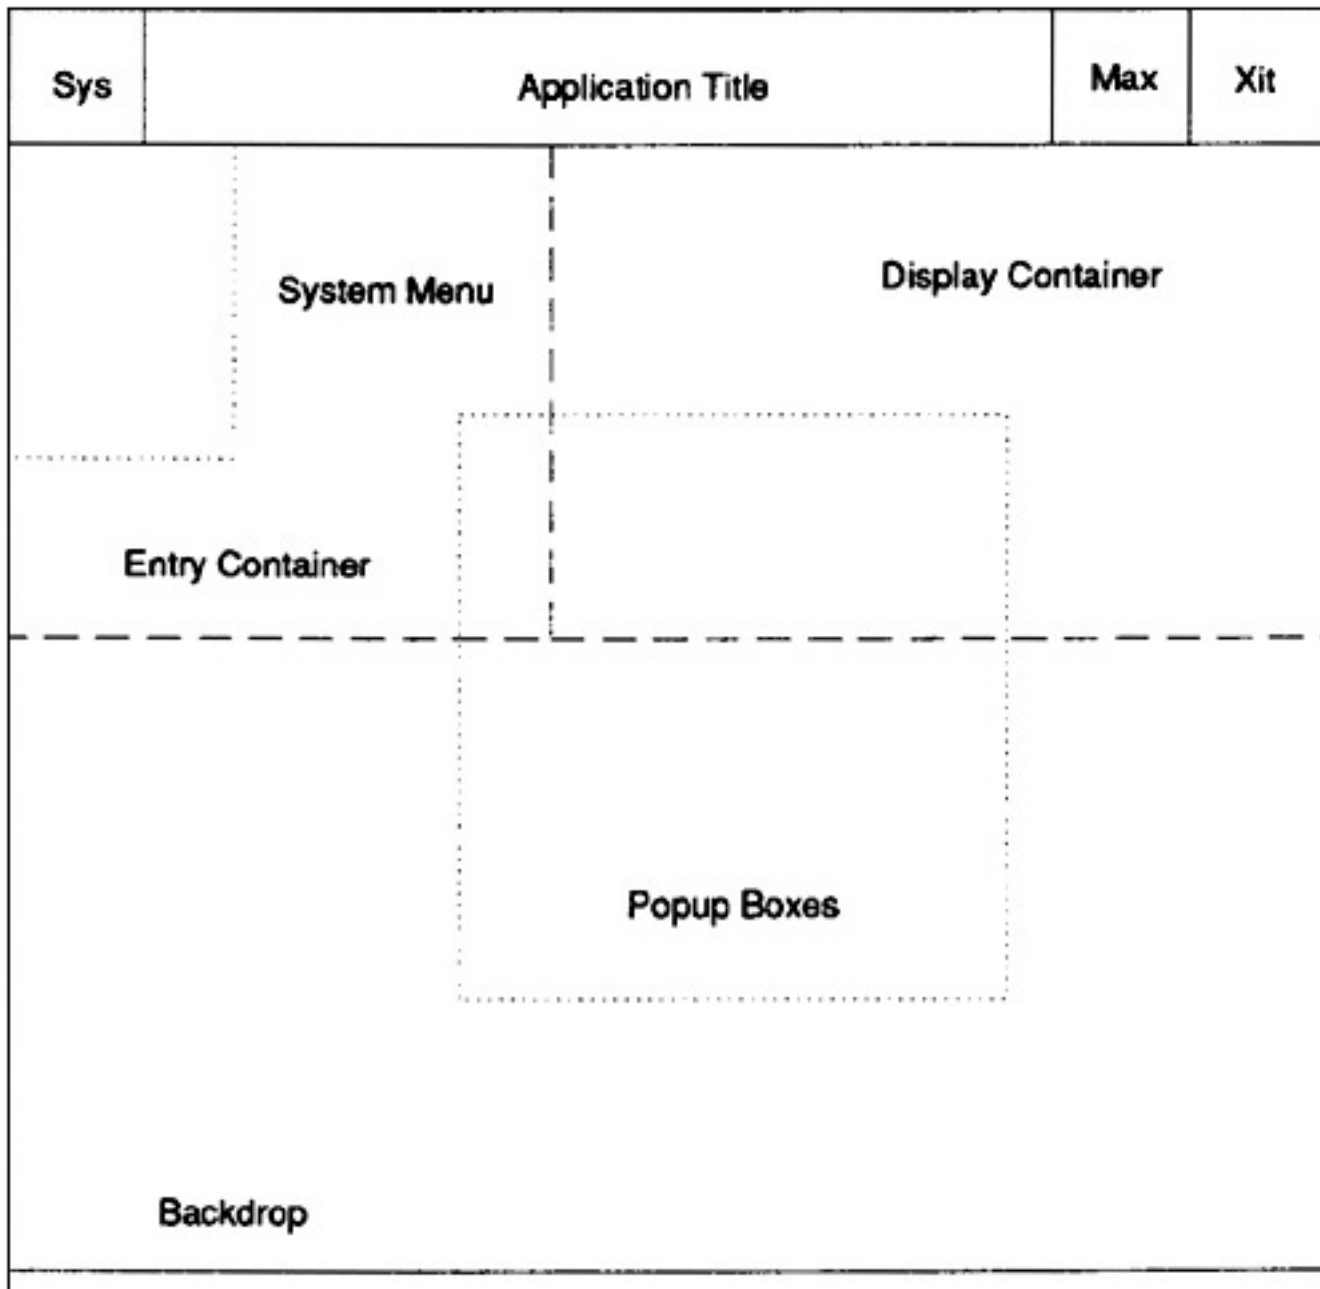 Sys
Application Title
Max
Xit
System Menu
Display Container
Entry Container
Popup Boxes
Backdrop